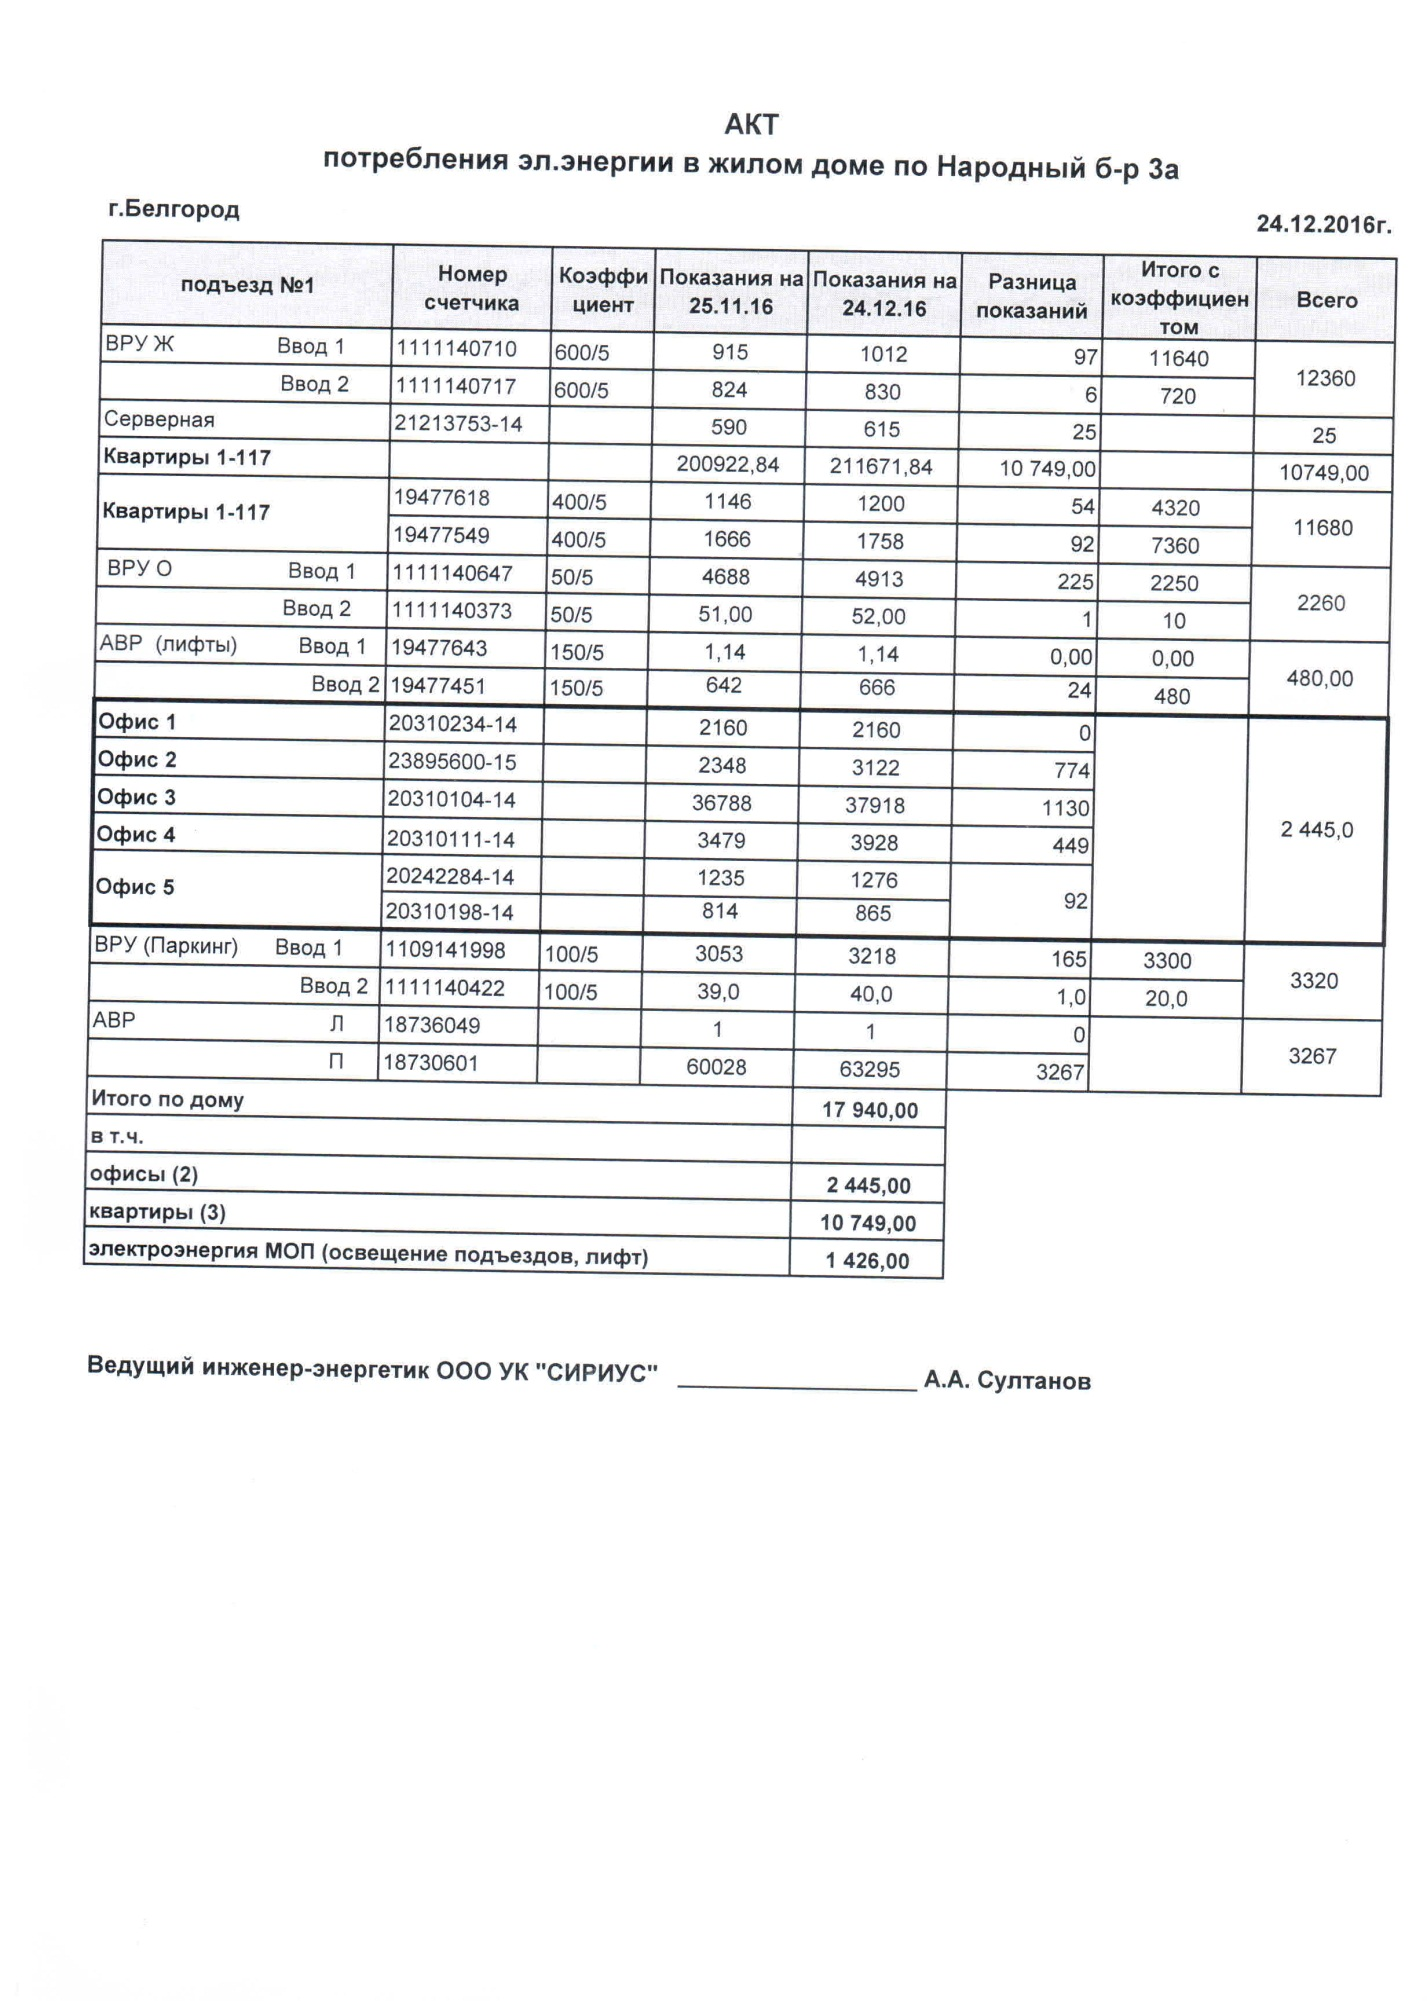 АКТ
потребления эл.энергии в жилом доме по Народный б-р 3а
г.Белгород
24.12.2016г.
подъезд №1 Номер счетчика Коэффи циент Показания на 25.11.16 Показания на 24.12.16 Разница показаний Итого с коэффициен том Всего
ВРУ Ж Ввод 1 1111140710 600/5 915 1012 97 11640 12360
Ввод 2 1111140717 600/5 824 830 6 720
Серверная 21213753-14 590 615 25 25
Квартиры 1-117 200922,84 211671,84 10 749,00 10749,00
Квартиры 1-117 19477618 400/5 1146 1200 54 4320 11680
19477549 400/5 1666 1758 92 7360
ВРУ О Ввод 1 1111140647 50/5 4688 4913 225 2250 2260
Ввод 2 1111140373 50/5 51,00 52,00 1 10
АВР (лифты) Ввод 1 19477643 150/5 1,14 1,14 0,00 0,00 480,00
Ввод 2 19477451 150/5 642 666 24 480
Офис 1 20310234-14 2160 2160 0 2 445,0
Офис 2 23895600-15 2348 3122 774
Офис 3 20310104-14 36788 37918 1130
Офис 4 20310111-14 3479 3928 449
Офис 5 20242284-14 1235 1276 92
20310198-14 814 865
ВРУ (Паркинг) Ввод 1 1109141998 100/5 3053 3218 165 3300 3320
Ввод 2 1111140422 100/5 39,0 40,0 1,0 20,0
АВР Л 18736049 1 1 0 3267
П 18730601 60028 63295 3267
Итого по дому 17 940,00
в т.ч.
офисы (2) 2 445,00
квартиры (3) 10 749,00
электроэнергия МОП (освещение подъездов, лифт) 1 426,00
Ведущий инженер-энергетик ООО УК "СИРИУС" А.А. Султанов